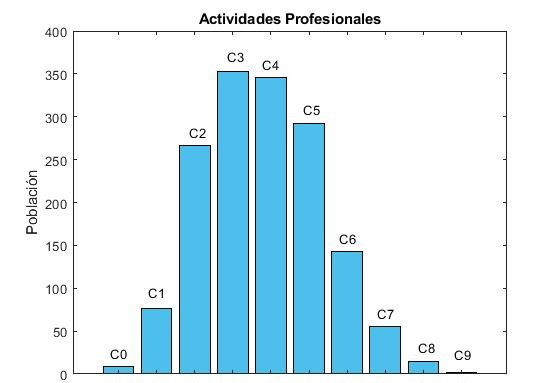 Actividades Profesionales
400
350
300
250
200
150
100
50
0
Población
C0
C1
C2
C3
C4
C5
C6
C7
C8
C9